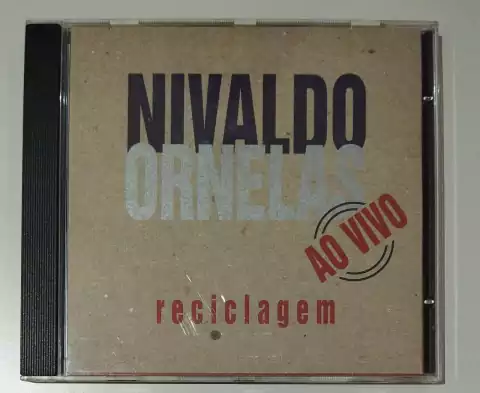 NIVALDO
ORNELAS
AO VIVO
reciclagem